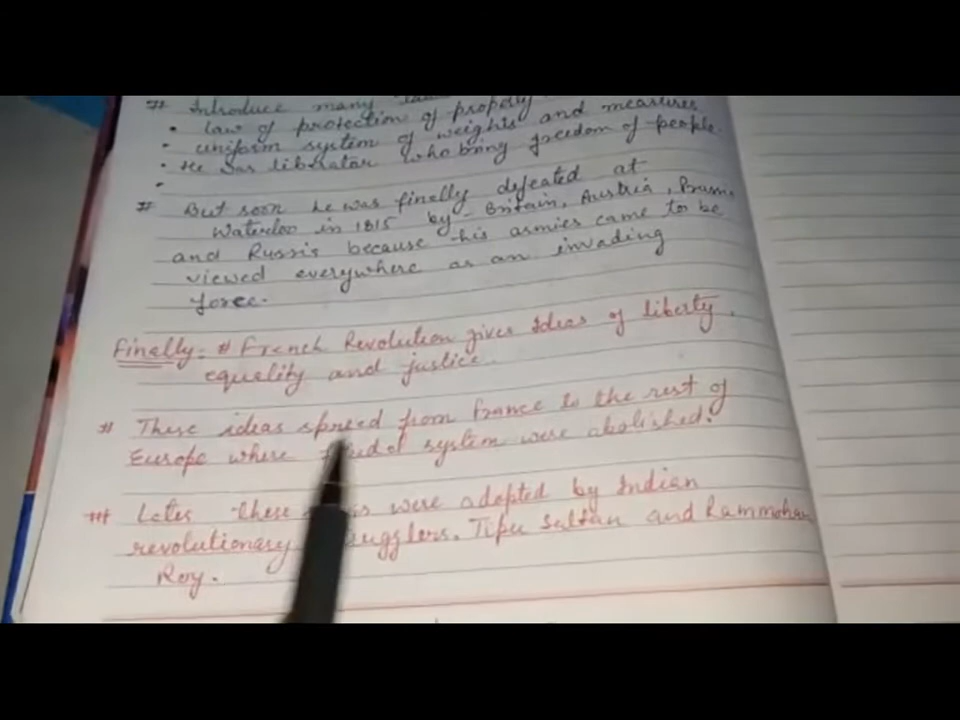 # Introduce many
• law of protection of property
• uniform system of weights and measures
• He was liberator who bring freedom of people.
# But soon he was finally defeated at
Waterloo in 1815 by - Britain, Austria,
and Russis because his armies came to be
viewed everywhere as an invading
force.
Finally:- # French Revolution gives Ideas of liberty,
equality and justice.
# These ideas spreed from france to the rest of
Europe where system were abolished.
Later these were adopted by Indian
revolutionary Tipu Sultan and Rammohan
Roy.